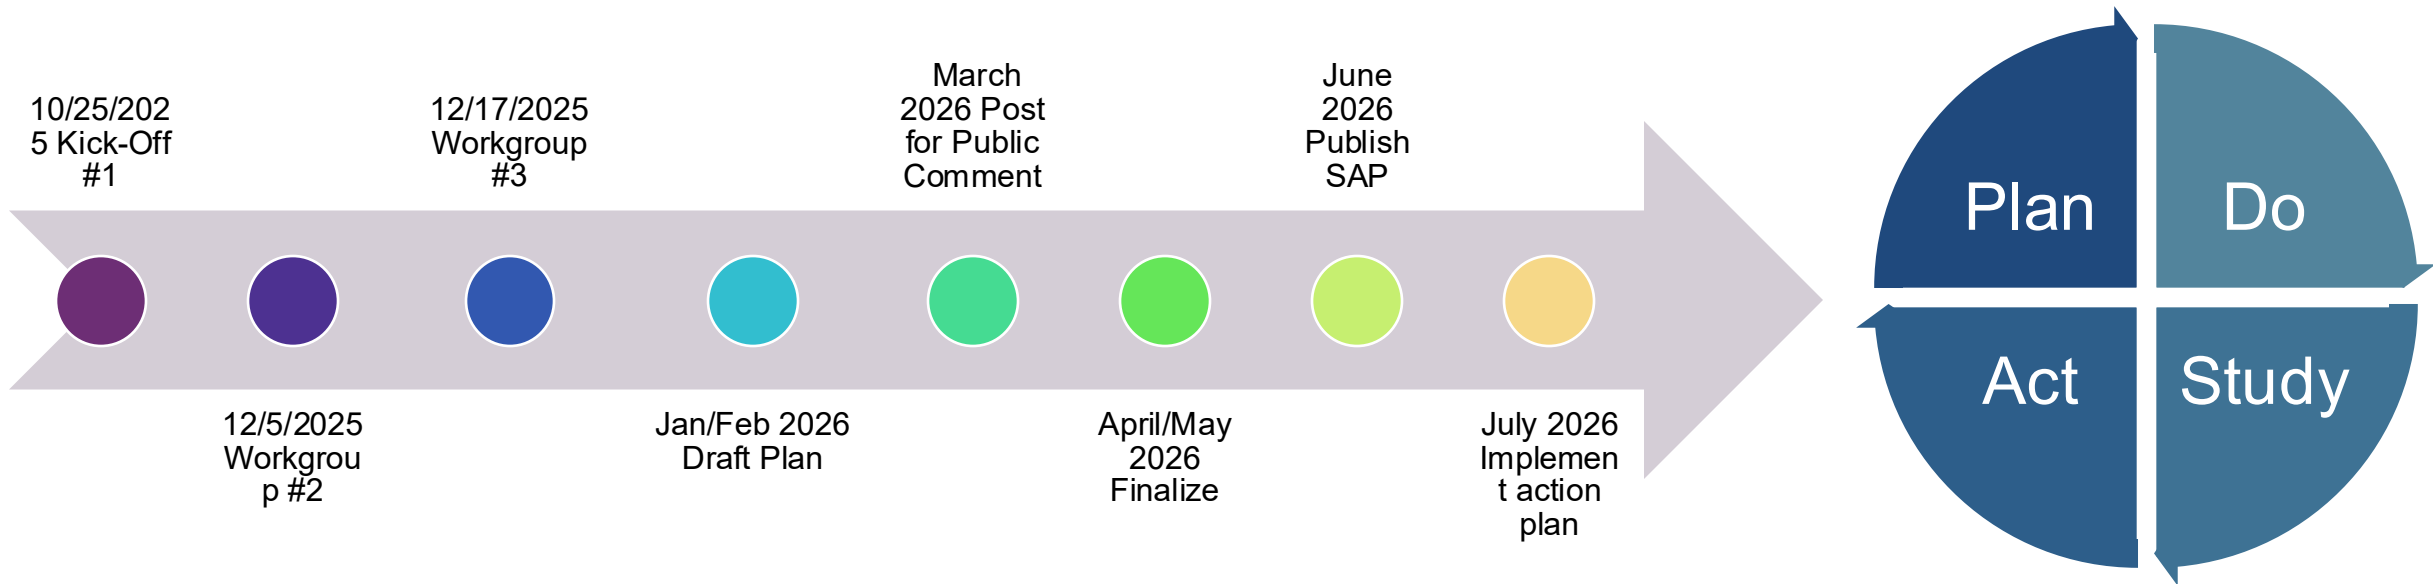 10/25/202
5 Kick-Off
#1
12/5/2025
Workgrou
p #2
12/17/2025
Workgroup
#3
Jan/Feb 2026
Draft Plan
March
2026 Post
for Public
Comment
April/May
2026
Finalize
June
2026
Publish
SAP
July 2026
Implemen
t action
plan
Plan
Do
Act
Study